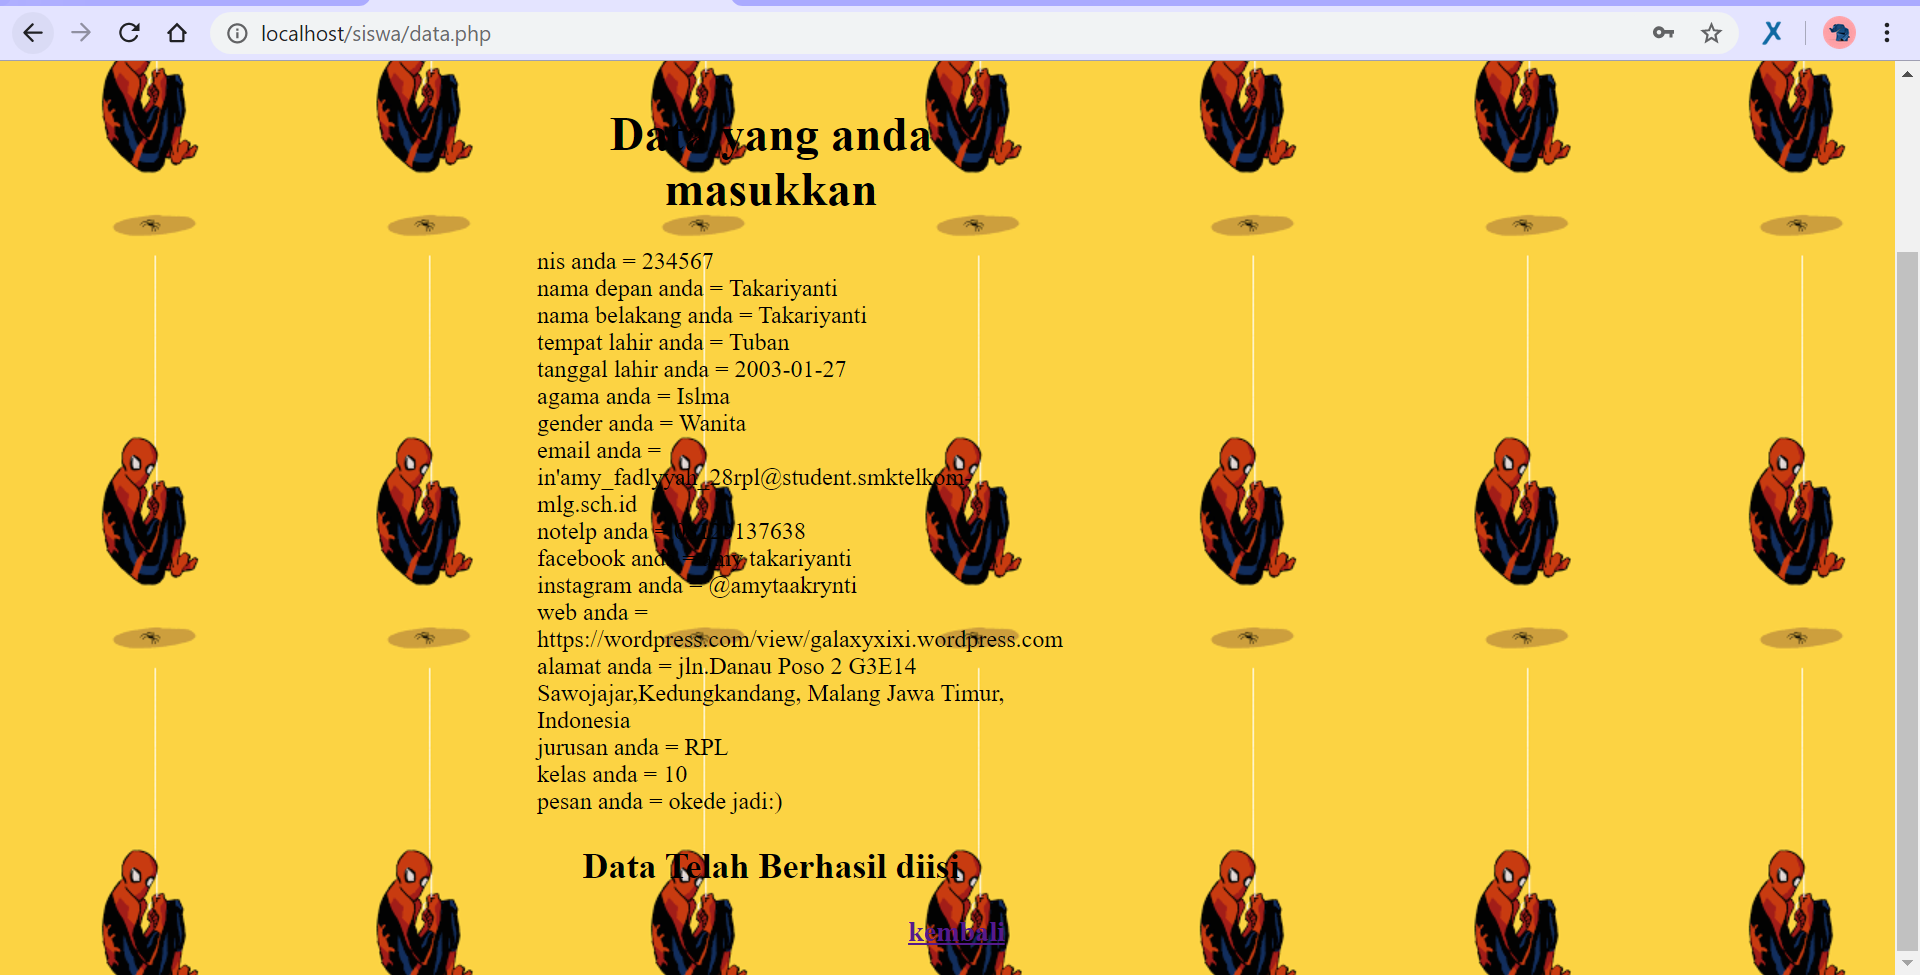 localhost/siswa/data.php
Data yang anda
masukkan
nis anda = 234567
nama depan anda = Takariyanti
nama belakang anda = Takariyanti
tempat lahir anda = Tuban
tanggal lahir anda = 2003-01-27
agama anda = Islma
gender anda = Wanita
email anda =
in'amy_fadlyyah_28rpl@student.smktelkom-
mlg.sch.id
notelp anda =
facebook anda = amy takariyanti
instagram anda = @amytaakrynti
web anda =
https://wordpress.com/view/galaxyxixi.wordpress.com
alamat anda = jln.Danau Poso 2 G3E14
Sawojajar,Kedungkandang, Malang Jawa Timur,
Indonesia
jurusan anda = RPL
kelas anda = 10
pesan anda = okede jadi:)
Data Telah Berhasil diisi
kembali